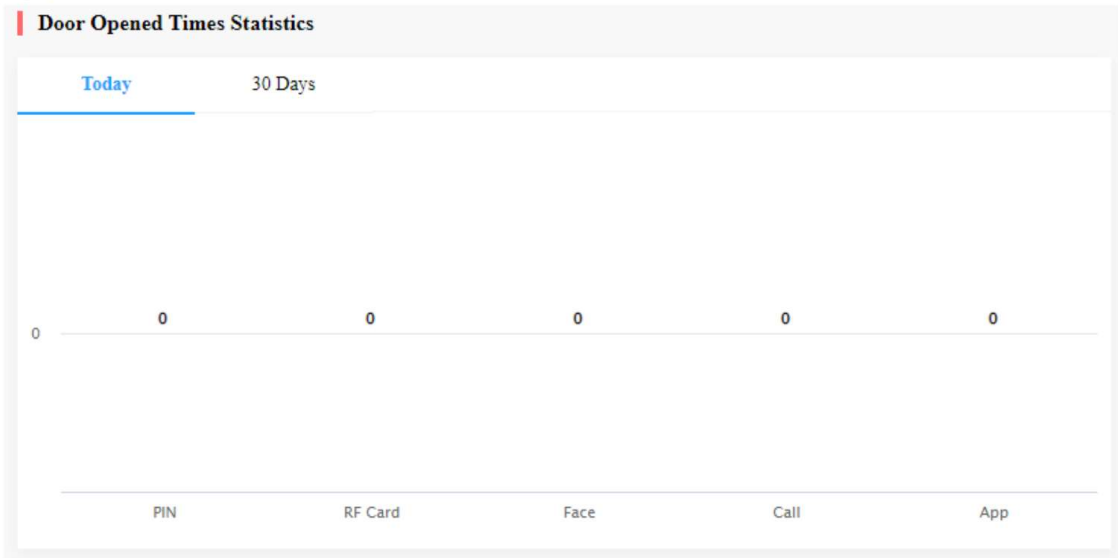 Door Opened Times Statistics
Today 30 Days
0 0 0 0 0
0
PIN RF Card Face Call App